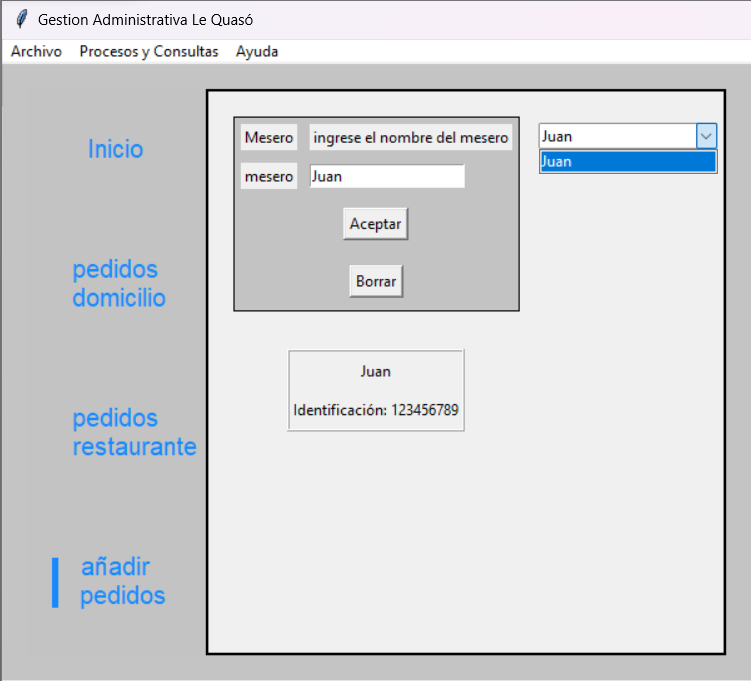 Gestion Administrativa Le Quasó
Archivo Procesos y Consultas Ayuda
Inicio
pedidos
domicilio
pedidos
restaurante
añadir
pedidos
Mesero ingrese el nombre del mesero
mesero Juan
Aceptar
Borrar
Juan
Juan
Juan
Identificación: 123456789